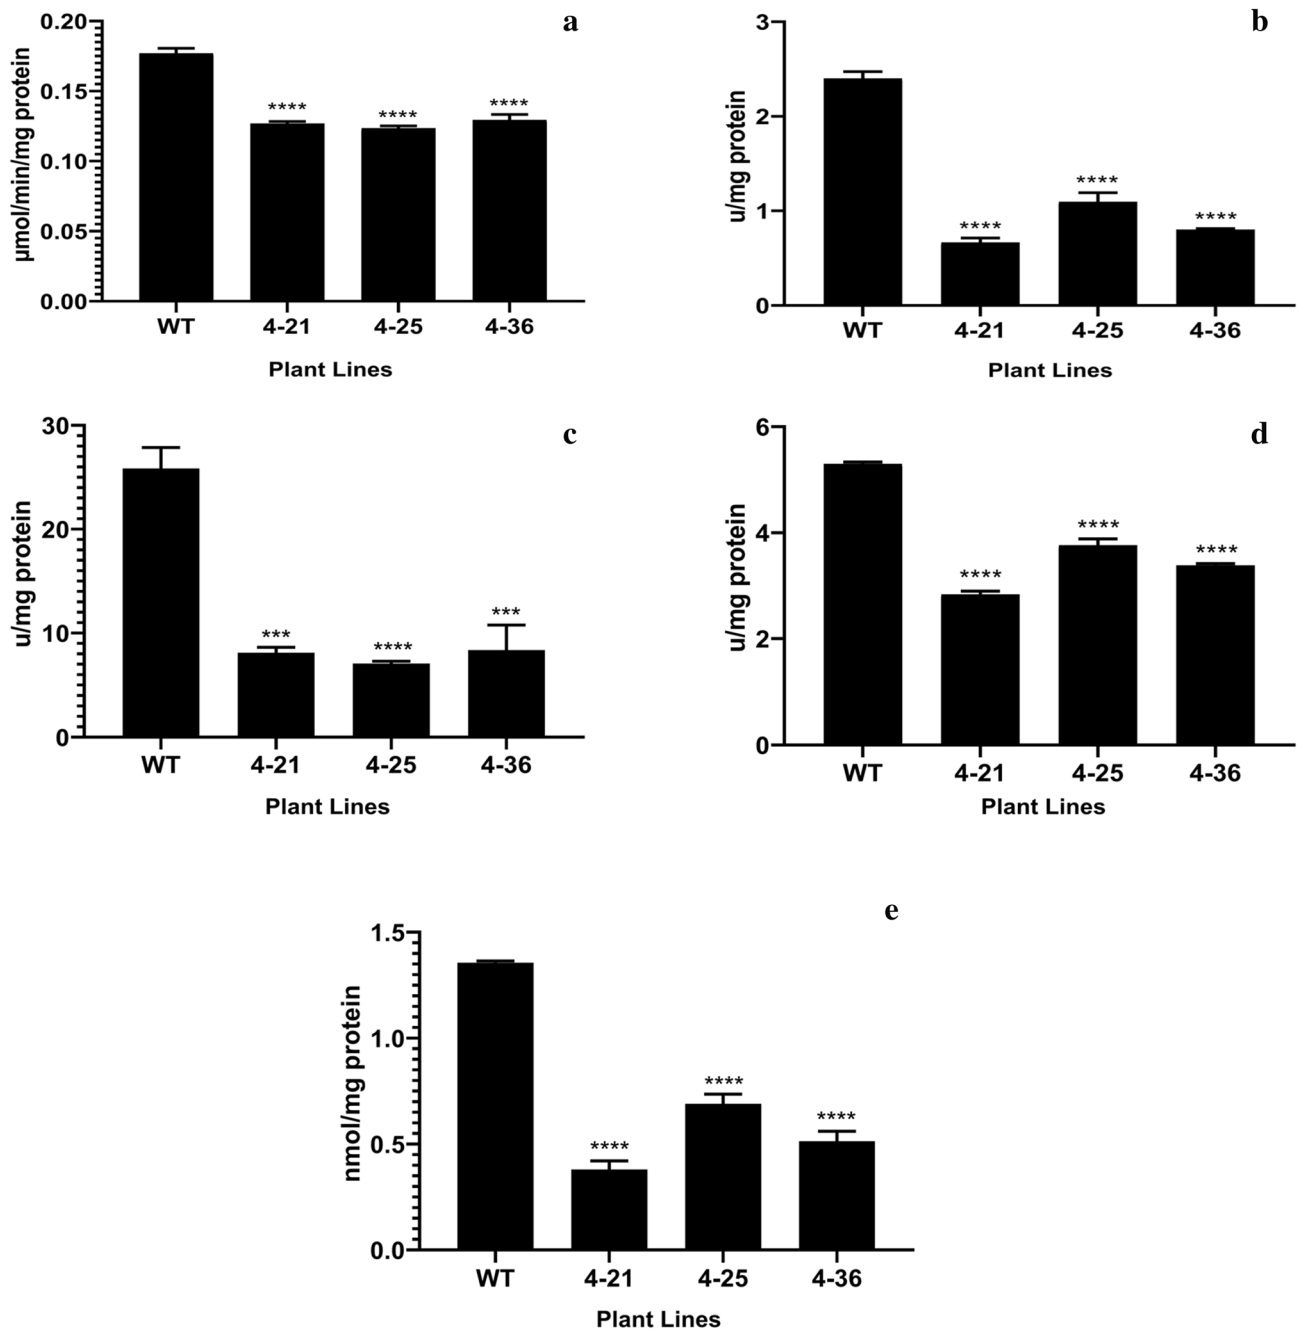 a
μmol/min/mg protein
0.20
0.15
0.10
0.05
0.00
****
****
****
WT 4-21 4-25 4-36
Plant Lines
b
u/mg protein
3
2
1
0
****
****
****
WT 4-21 4-25 4-36
Plant Lines
c
u/mg protein
30
20
10
0
***
****
***
WT 4-21 4-25 4-36
Plant Lines
d
u/mg protein
6
4
2
0
****
****
****
WT 4-21 4-25 4-36
Plant Lines
e
nmol/mg protein
1.5
1.0
0.5
0.0
****
****
****
WT 4-21 4-25 4-36
Plant Lines